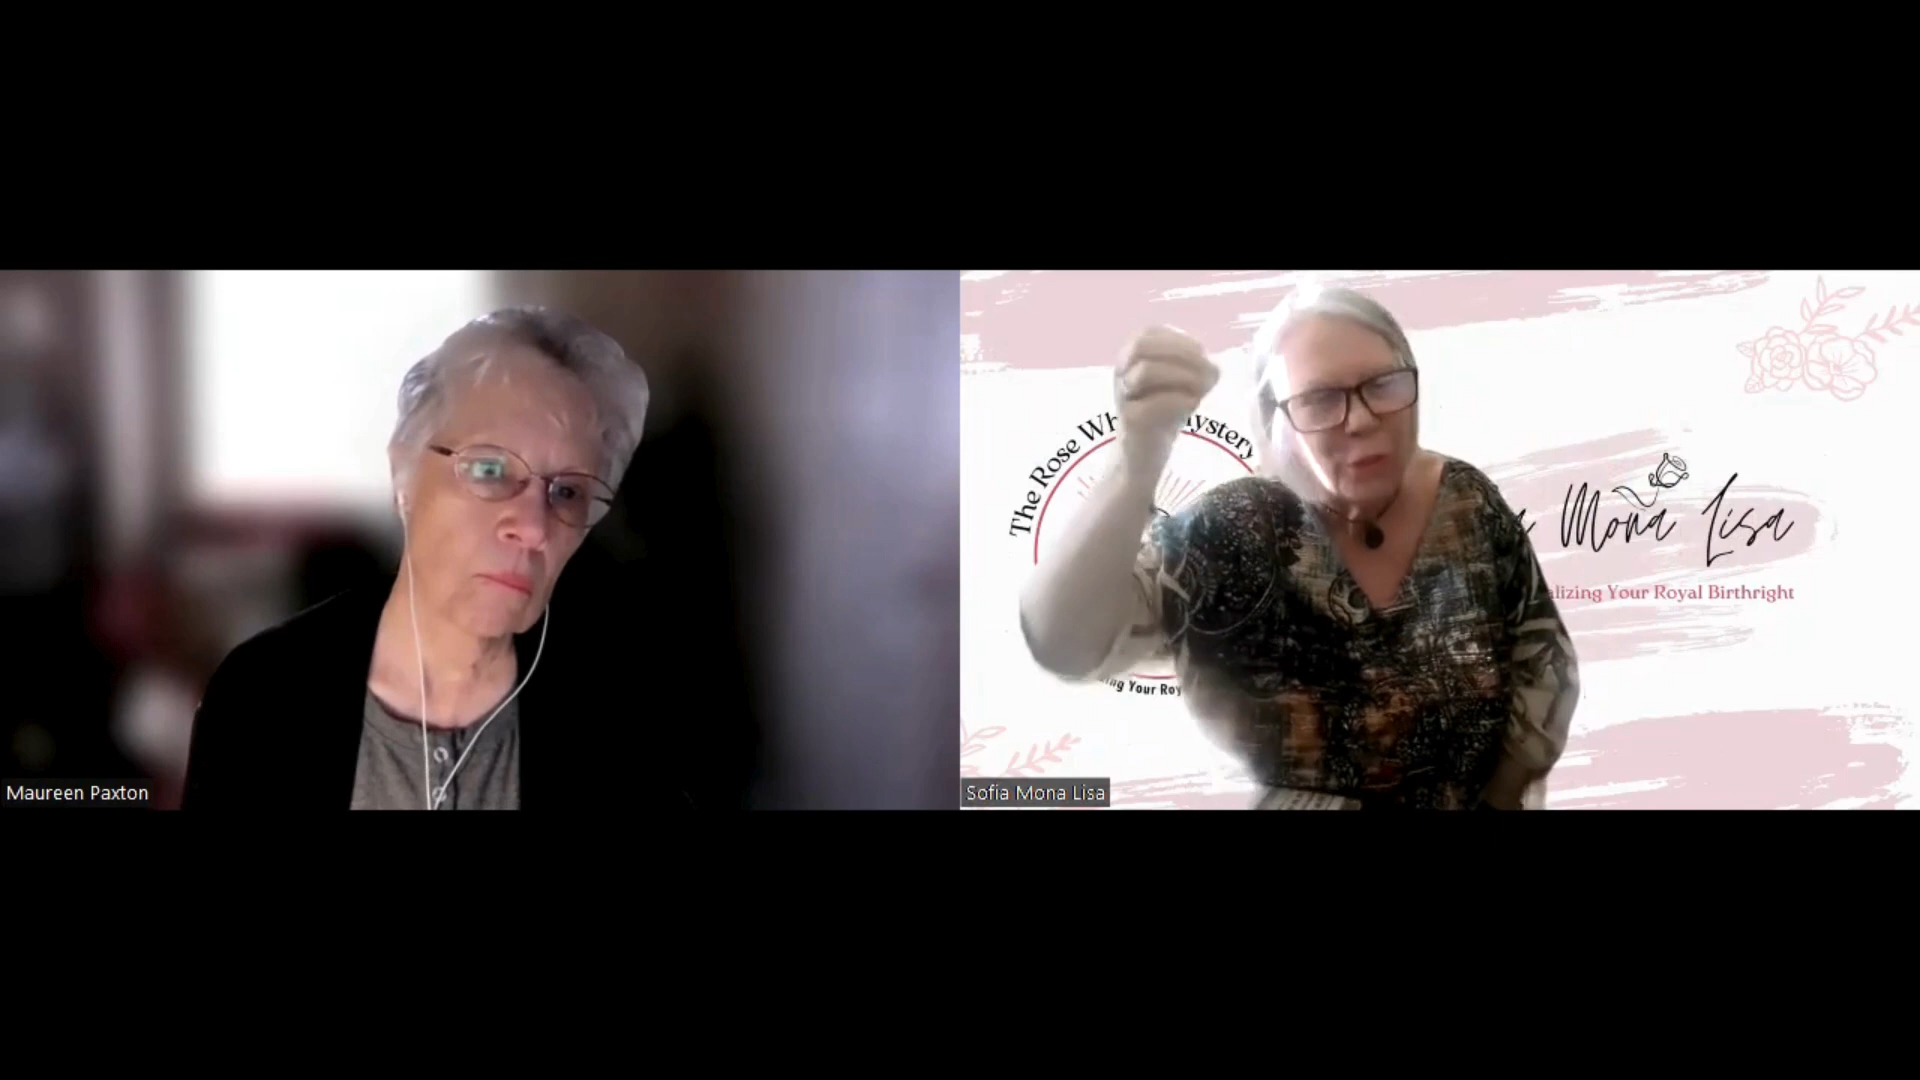 The Rose Wh ystery
Mona Lisa
alizing Your Royal Birthright
ing Your Roy
Maureen Paxton
Sofia Mona Lisa